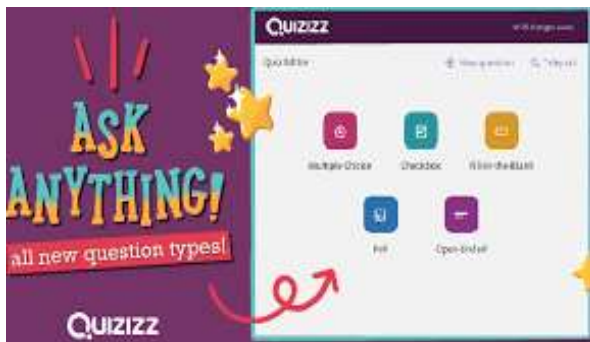 ASK
ANYTHING!
all new question types!
QUIZIZZ
QUIZIZZ
Quiz Editor
Multiple-Choice
Checkbox
Fill-in-the-Blank
Poll
Open-Ended